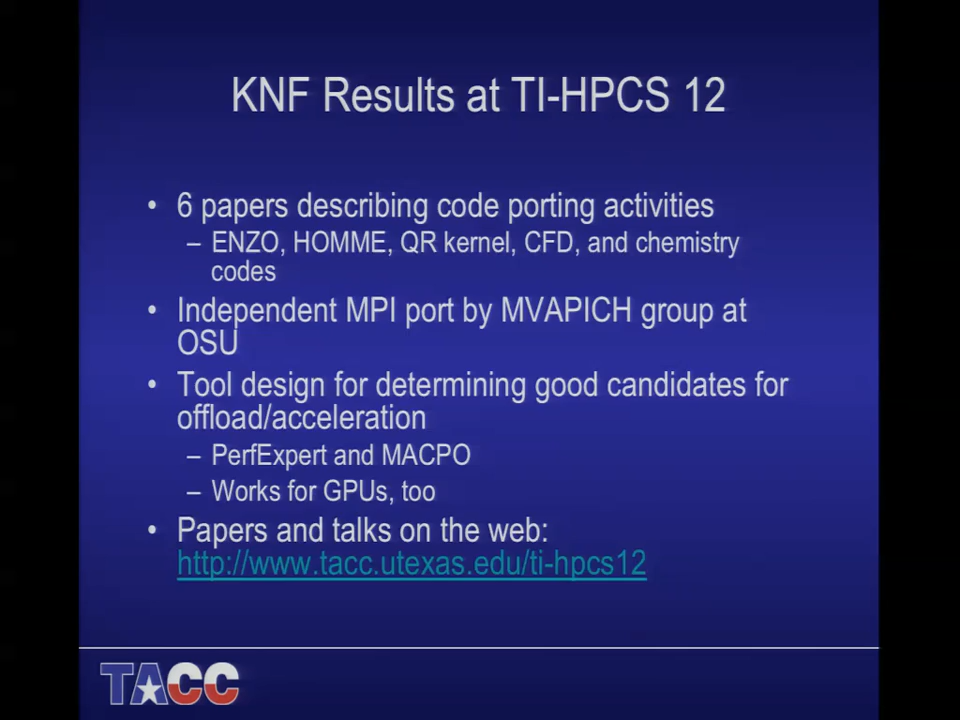 KNF Results at TI-HPCS 12
• 6 papers describing code porting activities
– ENZO, HOMME, QR kernel, CFD, and chemistry
codes
• Independent MPI port by MVAPICH group at
OSU
• Tool design for determining good candidates for
offload/acceleration
– PerfExpert and MACPO
– Works for GPUs, too
• Papers and talks on the web:
http://www.tacc.utexas.edu/ti-hpcs12
TACC